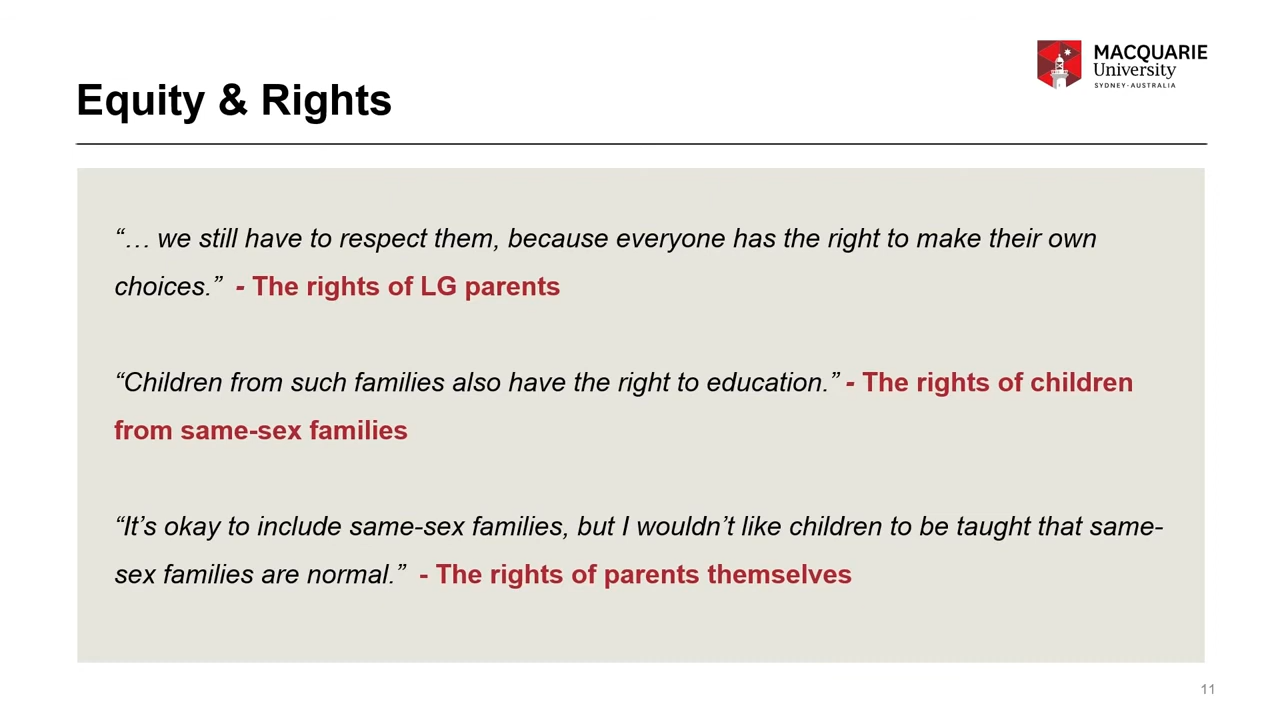 MACQUARIE
University
SYDNEY·AUSTRALIA
Equity & Rights
“… we still have to respect them, because everyone has the right to make their own
choices.” - The rights of LG parents
“Children from such families also have the right to education.” - The rights of children
from same-sex families
“It’s okay to include same-sex families, but I wouldn’t like children to be taught that same-
sex families are normal.” - The rights of parents themselves
11